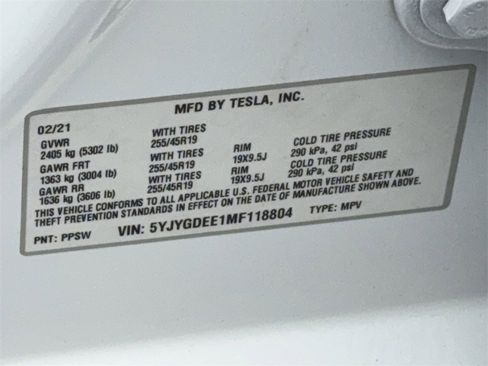 MFD BY TESLA, INC.
02/21
GVWR WITH TIRES RIM COLD TIRE PRESSURE
2405 kg (5302 lb) 255/45R19 19X9.5J 290 kPa, 42 psi
GAWR FRT WITH TIRES RIM COLD TIRE PRESSURE
1363 kg (3004 lb) 255/45R19 19X9.5J 290 kPa, 42 psi
GAWR RR WITH TIRES
1636 kg (3606 lb) 255/45R19
THIS VEHICLE CONFORMS TO ALL APPLICABLE U.S. FEDERAL MOTOR VEHICLE SAFETY AND
THEFT PREVENTION STANDARDS IN EFFECT ON THE DATE OF MANUFACTURE SHOWN ABOVE.
PNT: PPSW VIN: 5YJYGDEE1MF118804 TYPE: MPV